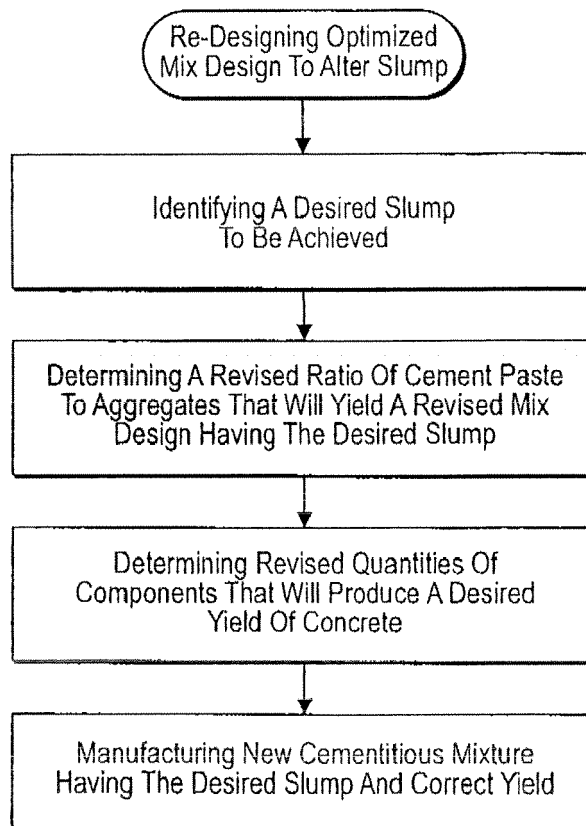 Re-Designing Optimized
Mix Design To Alter Slump
Identifying A Desired Slump
To Be Achieved
Determining A Revised Ratio Of Cement Paste
To Aggregates That Will Yield A Revised Mix
Design Having The Desired Slump
Determining Revised Quantities Of
Components That Will Produce A Desired
Yield Of Concrete
Manufacturing New Cementitious Mixture
Having The Desired Slump And Correct Yield